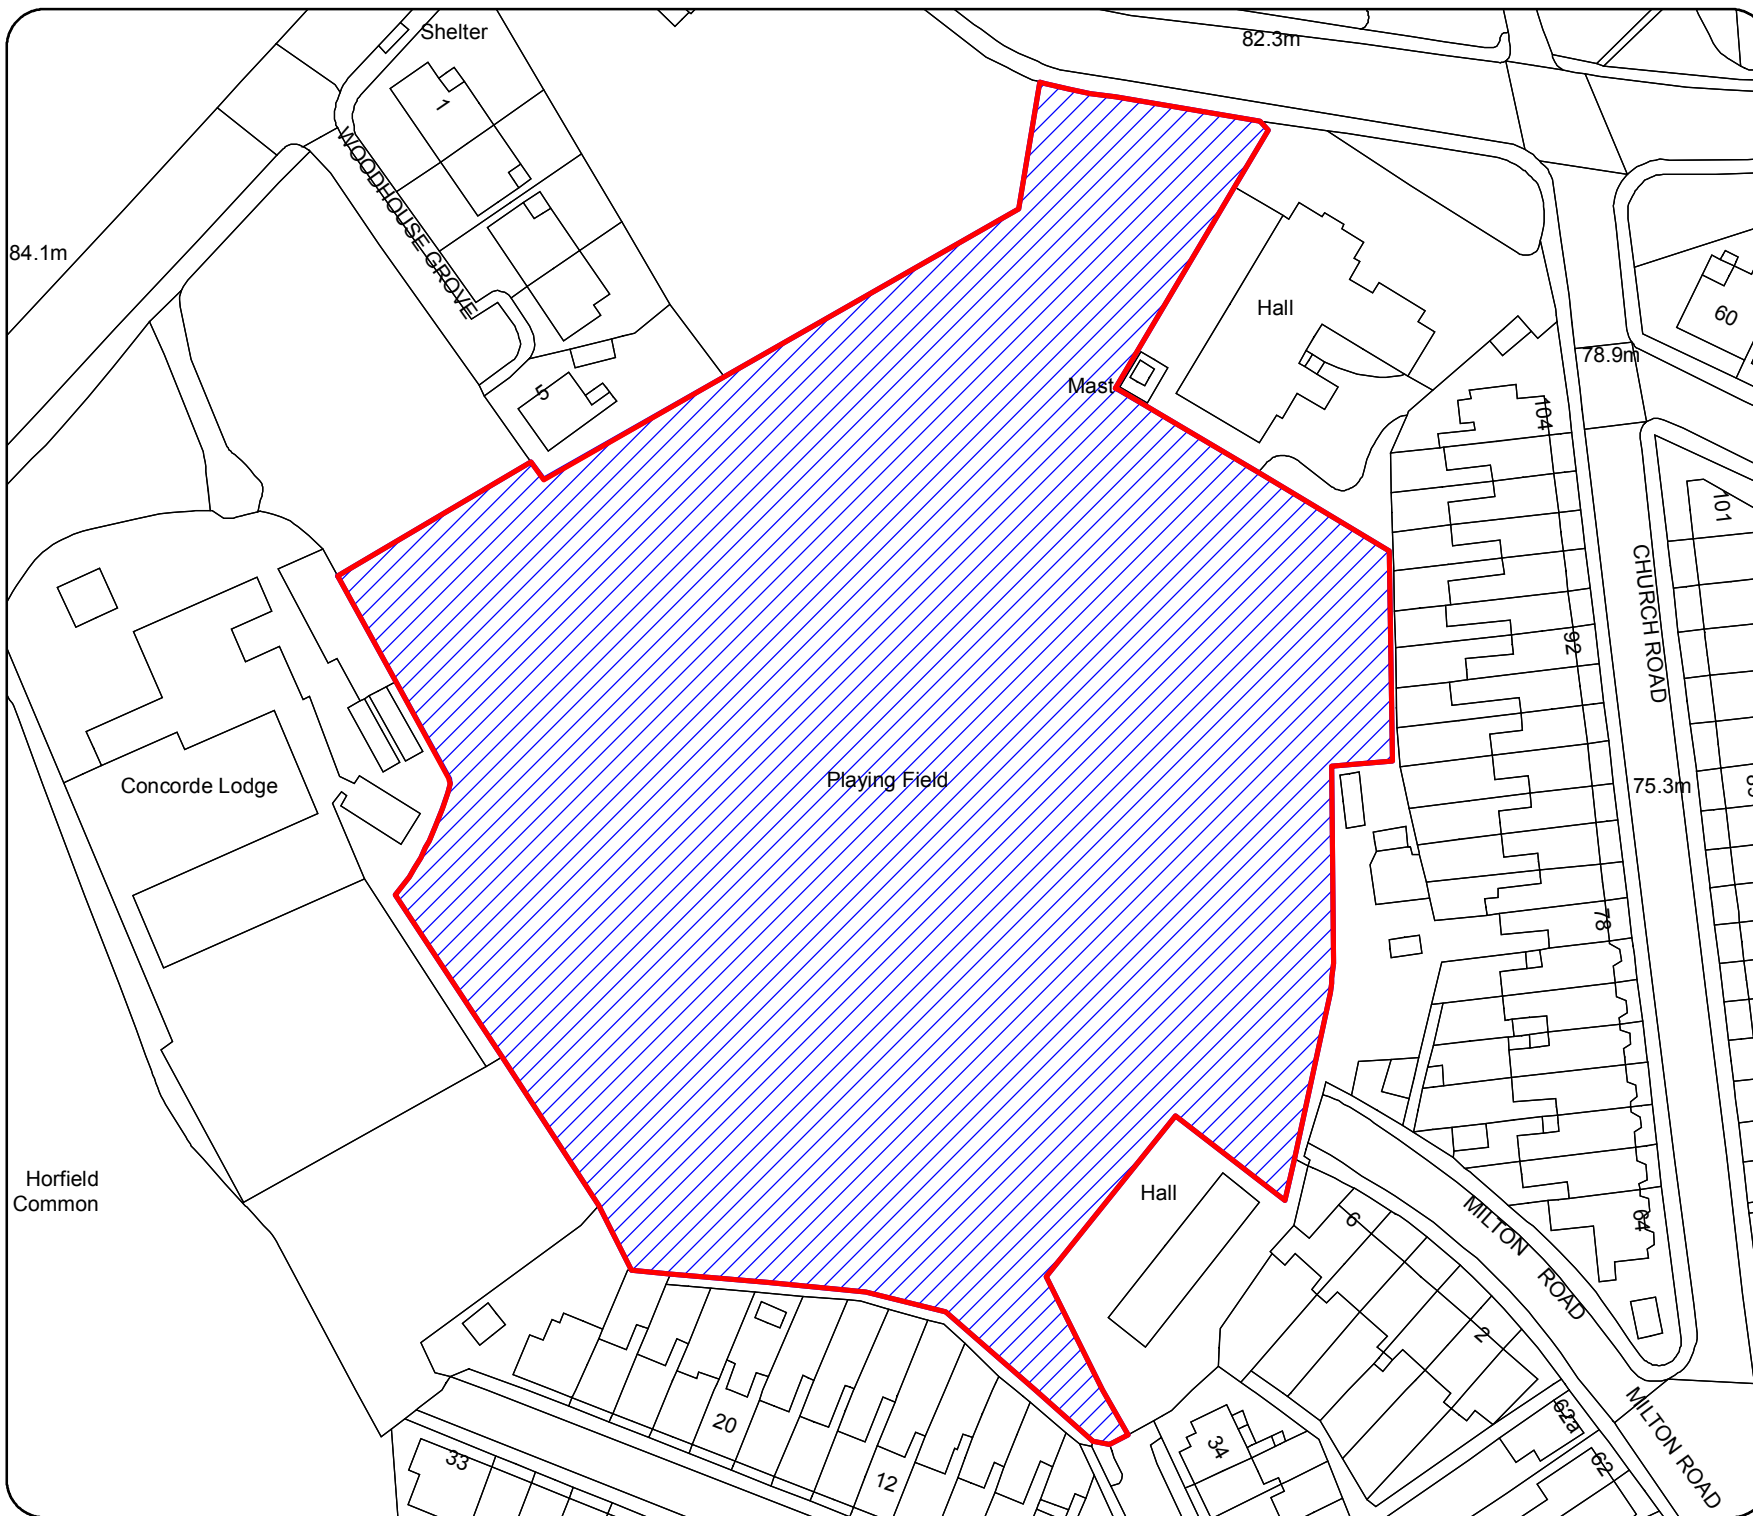 Shelter
82.3m
1
WOODHOUSE GROVE
84.1m
Hall
60
78.9m
Mast
5
104
101
CHURCH ROAD
92
Playing Field
Concorde Lodge
75.3m
78
Horfield
Common
Hall
6
MILTON ROAD
64
2
20
62a
MILTON ROAD
34
33
12
62